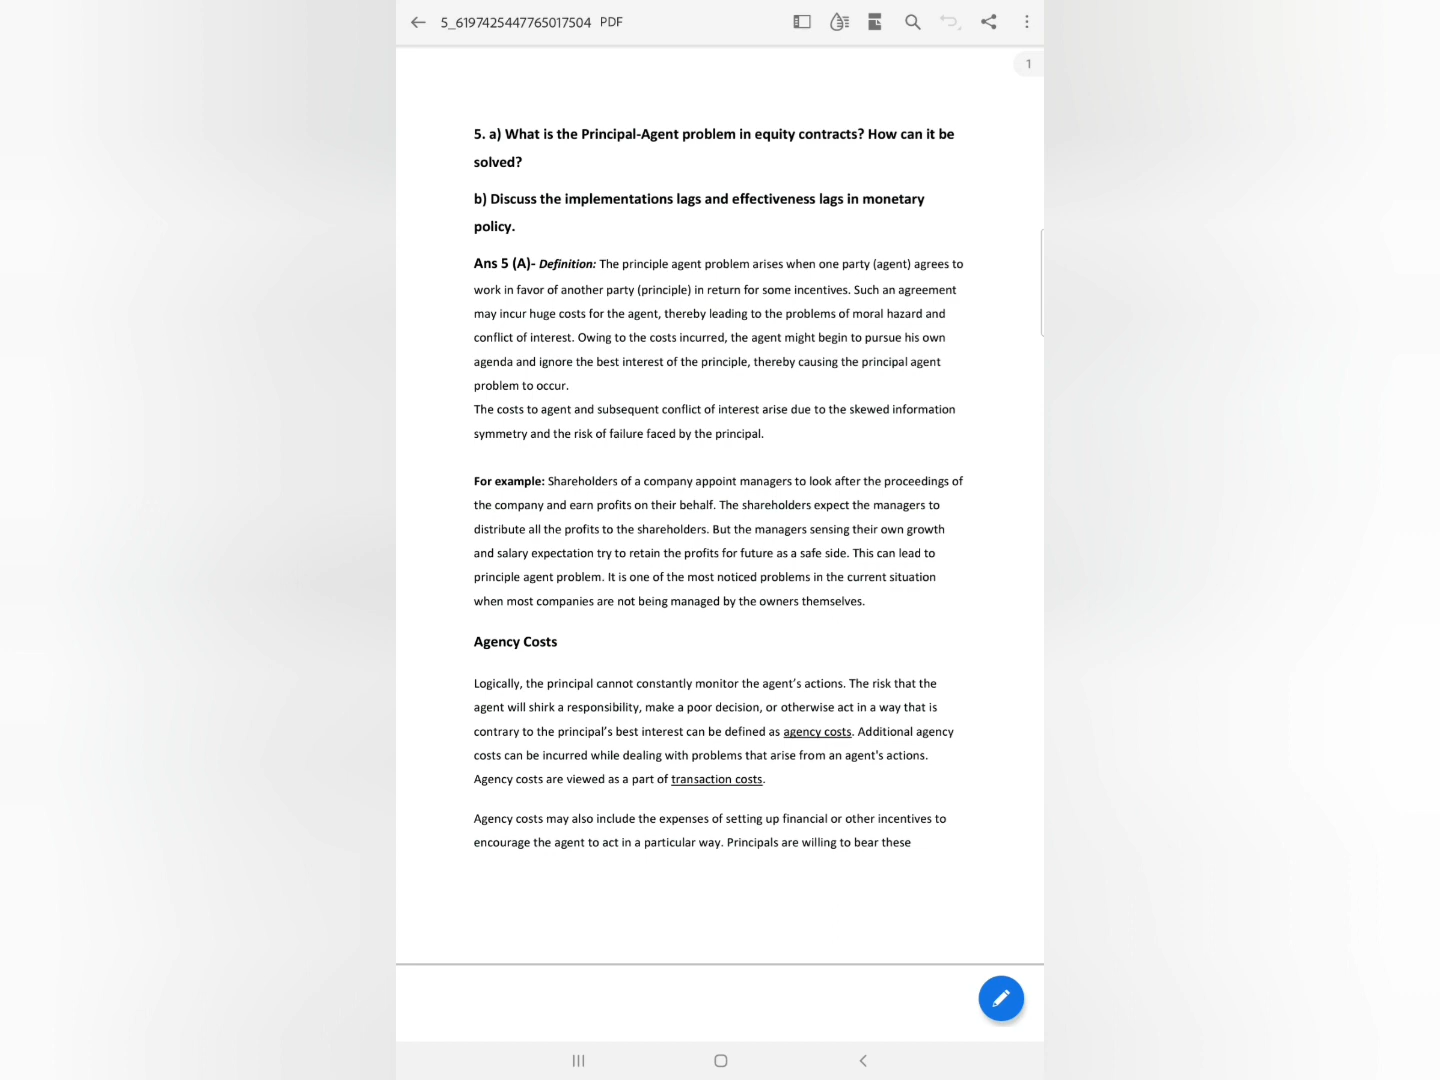 5_6197425447765017504 PDF
1
5. a) What is the Principal-Agent problem in equity contracts? How can it be
solved?
b) Discuss the implementations lags and effectiveness lags in monetary
policy.
Ans 5 (A)- Definition: The principle agent problem arises when one party (agent) agrees to
work in favor of another party (principle) in return for some incentives. Such an agreement
may incur huge costs for the agent, thereby leading to the problems of moral hazard and
conflict of interest. Owing to the costs incurred, the agent might begin to pursue his own
agenda and ignore the best interest of the principle, thereby causing the principal agent
problem to occur.
The costs to agent and subsequent conflict of interest arise due to the skewed information
symmetry and the risk of failure faced by the principal.
For example: Shareholders of a company appoint managers to look after the proceedings of
the company and earn profits on their behalf. The shareholders expect the managers to
distribute all the profits to the shareholders. But the managers sensing their own growth
and salary expectation try to retain the profits for future as a safe side. This can lead to
principle agent problem. It is one of the most noticed problems in the current situation
when most companies are not being managed by the owners themselves.
Agency Costs
Logically, the principal cannot constantly monitor the agent's actions. The risk that the
agent will shirk a responsibility, make a poor decision, or otherwise act in a way that is
contrary to the principal's best interest can be defined as agency costs. Additional agency
costs can be incurred while dealing with problems that arise from an agent's actions.
Agency costs are viewed as a part of transaction costs.
Agency costs may also include the expenses of setting up financial or other incentives to
encourage the agent to act in a particular way. Principals are willing to bear these